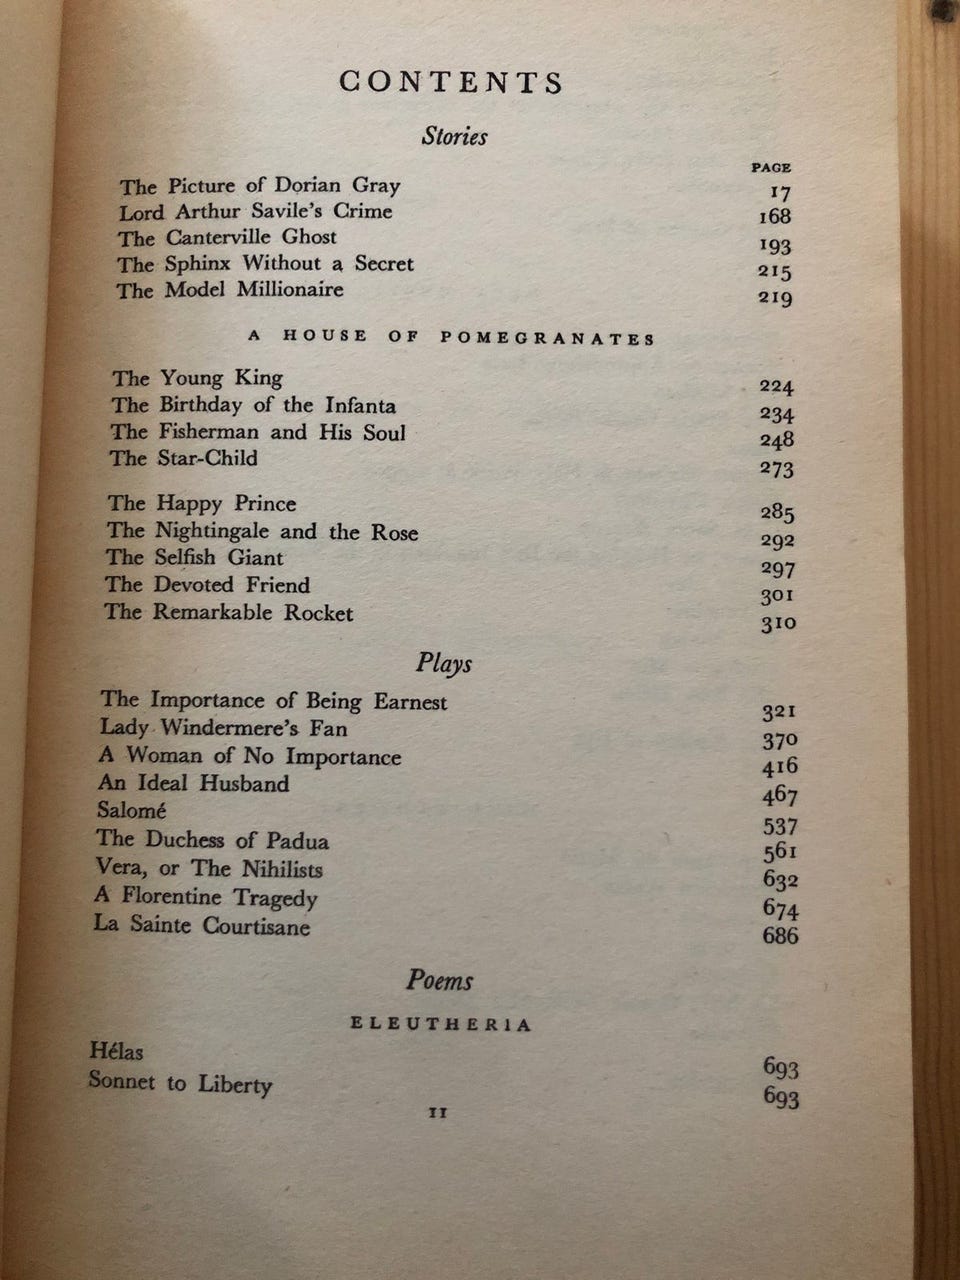 CONTENTS
Stories
PAGE
The Picture of Dorian Gray 17
Lord Arthur Savile's Crime 168
The Canterville Ghost 193
The Sphinx Without a Secret 215
The Model Millionaire 219
A HOUSE OF POMEGRANATES
The Young King 224
The Birthday of the Infanta 234
The Fisherman and His Soul 248
The Star-Child 273
The Happy Prince 285
The Nightingale and the Rose 292
The Selfish Giant 297
The Devoted Friend 301
The Remarkable Rocket 310
Plays
The Importance of Being Earnest 321
Lady Windermere's Fan 370
A Woman of No Importance 416
An Ideal Husband 467
Salomé 537
The Duchess of Padua 561
Vera, or The Nihilists 632
A Florentine Tragedy 674
La Sainte Courtisane 686
Poems
ELEUTHERIA
Hélas 693
Sonnet to Liberty 693
11